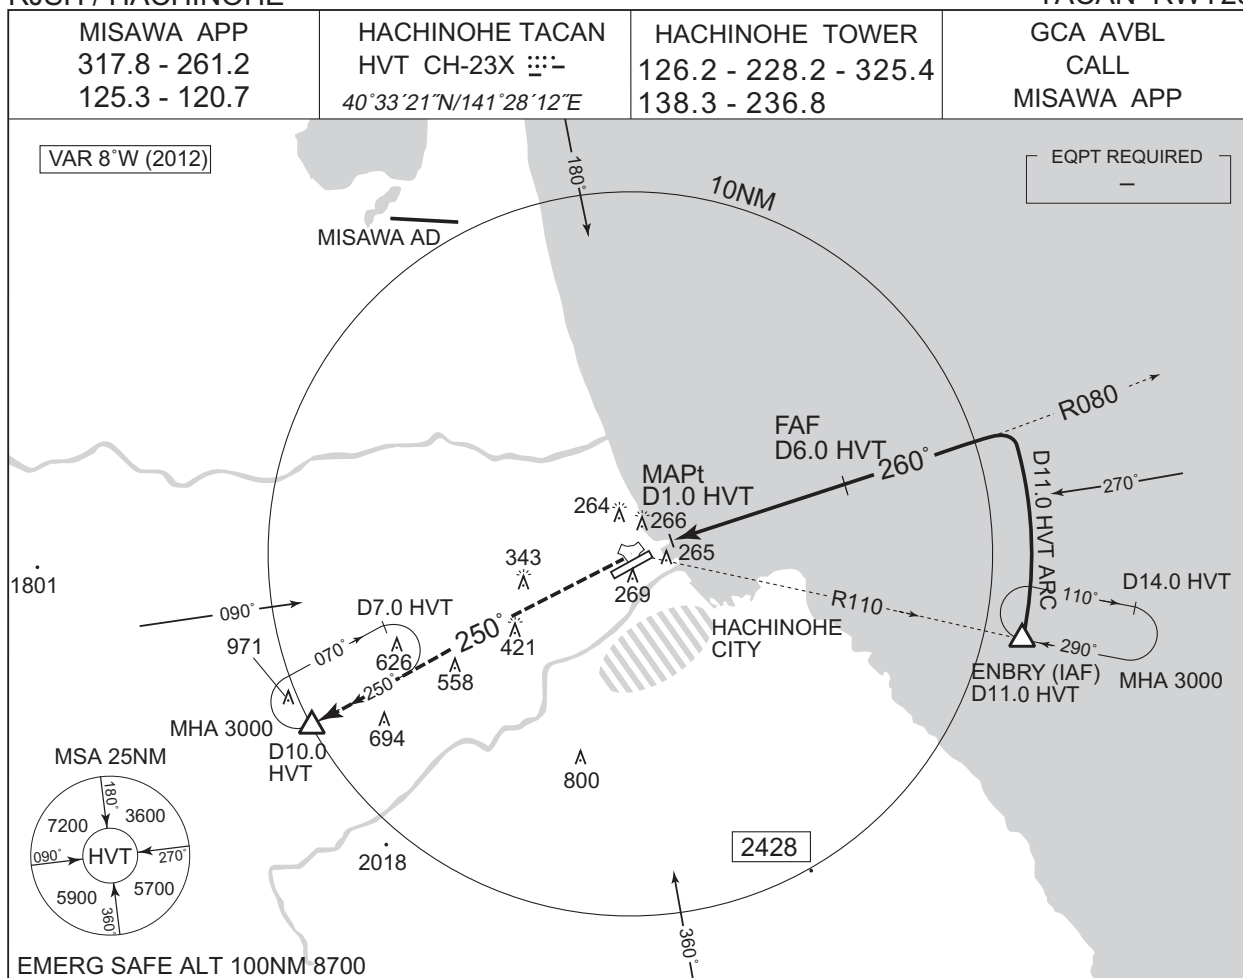 MISAWA APP
317.8 - 261.2
125.3 - 120.7
HACHINOHE TACAN
HVT CH-23X
40°33´21˝N/141°28´12˝E
HACHINOHE TOWER
126.2 - 228.2 - 325.4
138.3 - 236.8
GCA AVBL
CALL
MISAWA APP
VAR 8°W (2012)
EQPT REQUIRED
–
180°
10NM
MISAWA AD
R080
FAF
D6.0 HVT
260°
MAPt
D1.0 HVT
D11.0 HVT ARC
270°
264
266
265
343
269
1801
090°
D7.0 HVT
R110
110°
D14.0 HVT
971
070°
250°
421
626
558
HACHINOHE
CITY
290°
ENBRY (IAF)
D11.0 HVT
MHA 3000
250°
MHA 3000
694
D10.0
HVT
800
MSA 25NM
180°
7200
3600
090°
HVT
270°
5900
5700
360°
2018
2428
360°
EMERG SAFE ALT 100NM 8700